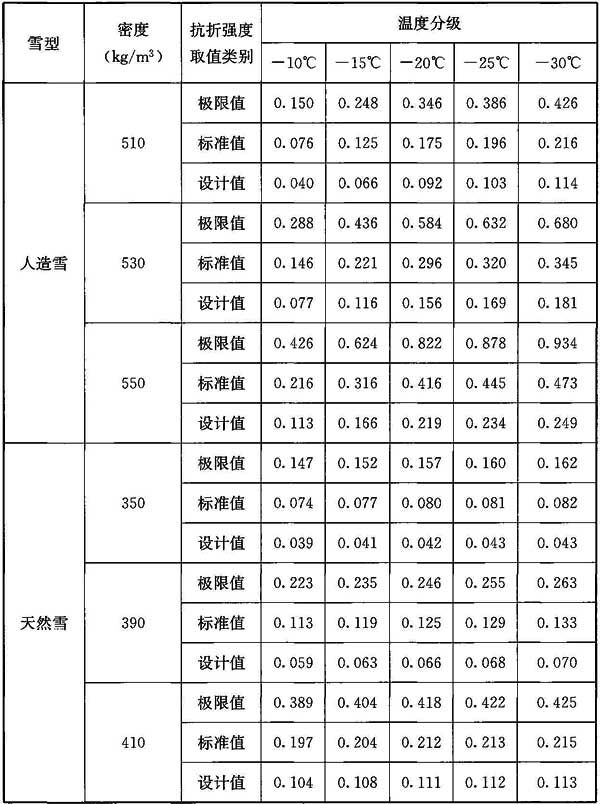 雪型 密度 抗折强度 温度分级
（kg/m³） 取值类别 －10℃ －15℃ －20℃ －25℃ －30℃
人造雪 510 极限值 0.150 0.248 0.346 0.386 0.426
标准值 0.076 0.125 0.175 0.196 0.216
设计值 0.040 0.066 0.092 0.103 0.114
530 极限值 0.288 0.436 0.584 0.632 0.680
标准值 0.146 0.221 0.296 0.320 0.345
设计值 0.077 0.116 0.156 0.169 0.181
550 极限值 0.426 0.624 0.822 0.878 0.934
标准值 0.216 0.316 0.416 0.445 0.473
设计值 0.113 0.166 0.219 0.234 0.249
天然雪 350 极限值 0.147 0.152 0.157 0.160 0.162
标准值 0.074 0.077 0.080 0.081 0.082
设计值 0.039 0.041 0.042 0.043 0.043
390 极限值 0.223 0.235 0.246 0.255 0.263
标准值 0.113 0.119 0.125 0.129 0.133
设计值 0.059 0.063 0.066 0.068 0.070
410 极限值 0.389 0.404 0.418 0.422 0.425
标准值 0.197 0.204 0.212 0.213 0.215
设计值 0.104 0.108 0.111 0.112 0.113